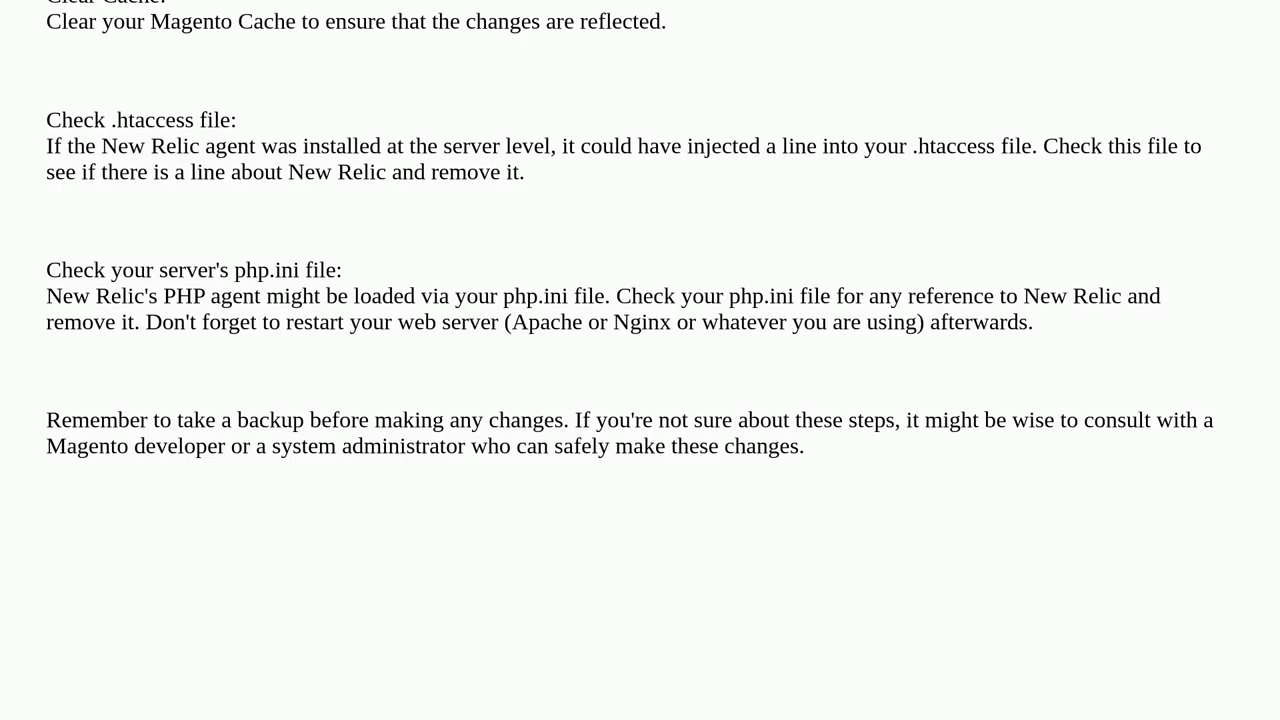 Clear Cache:
Clear your Magento Cache to ensure that the changes are reflected.
Check .htaccess file:
If the New Relic agent was installed at the server level, it could have injected a line into your .htaccess file. Check this file to
see if there is a line about New Relic and remove it.
Check your server's php.ini file:
New Relic's PHP agent might be loaded via your php.ini file. Check your php.ini file for any reference to New Relic and
remove it. Don't forget to restart your web server (Apache or Nginx or whatever you are using) afterwards.
Remember to take a backup before making any changes. If you're not sure about these steps, it might be wise to consult with a
Magento developer or a system administrator who can safely make these changes.